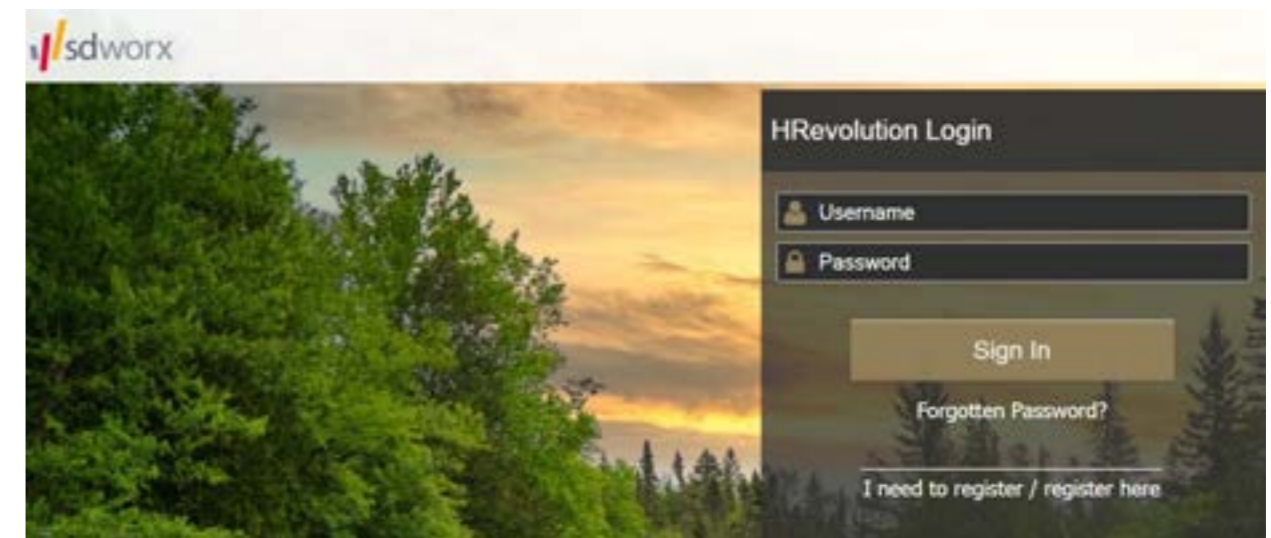 sdworx
HRevolution Login
Username
Password
Sign In
Forgotten Password?
I need to register / register here